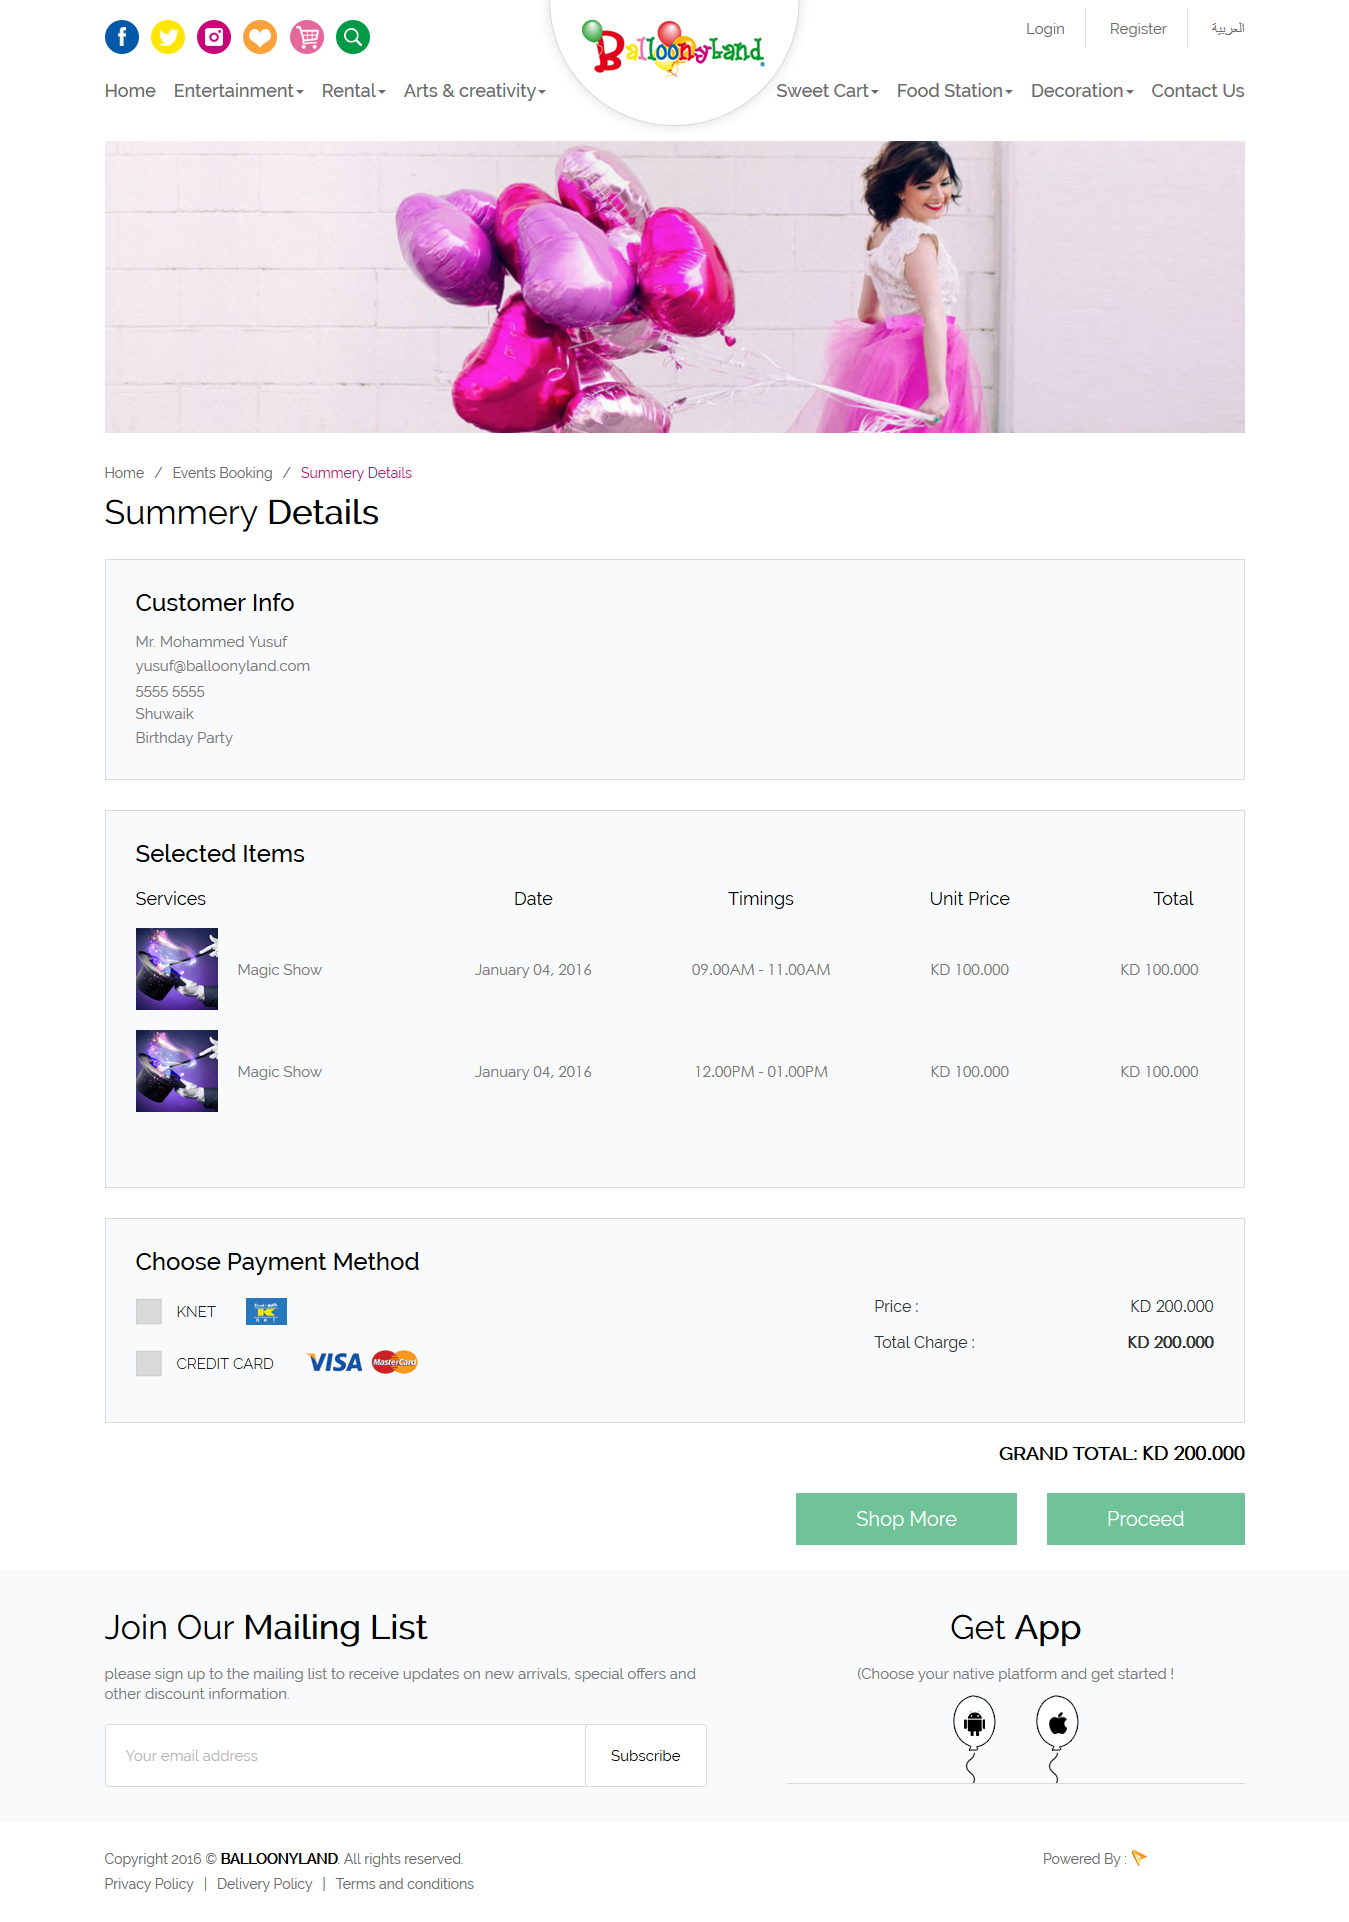 Login Register العربية
BalloonyLand
Home Entertainment Rental Arts & creativity Sweet Cart Food Station Decoration Contact Us
Home / Events Booking / Summery Details
Summery Details
Customer Info
Mr. Mohammed Yusuf
yusuf@balloonyland.com
5555 5555
Shuwaik
Birthday Party
Selected Items
Services Date Timings Unit Price Total
Magic Show January 04, 2016 09.00AM - 11.00AM KD 100.000 KD 100.000
Magic Show January 04, 2016 12.00PM - 01.00PM KD 100.000 KD 100.000
Choose Payment Method
KNET
Price : KD 200.000
Total Charge : KD 200.000
CREDIT CARD VISA MasterCard
GRAND TOTAL: KD 200.000
Shop More Proceed
Join Our Mailing List
please sign up to the mailing list to receive updates on new arrivals, special offers and
other discount information.
Your email address Subscribe
Get App
(Choose your native platform and get started !
Copyright 2016 © BALLOONYLAND. All rights reserved.
Privacy Policy | Delivery Policy | Terms and conditions
Powered By :